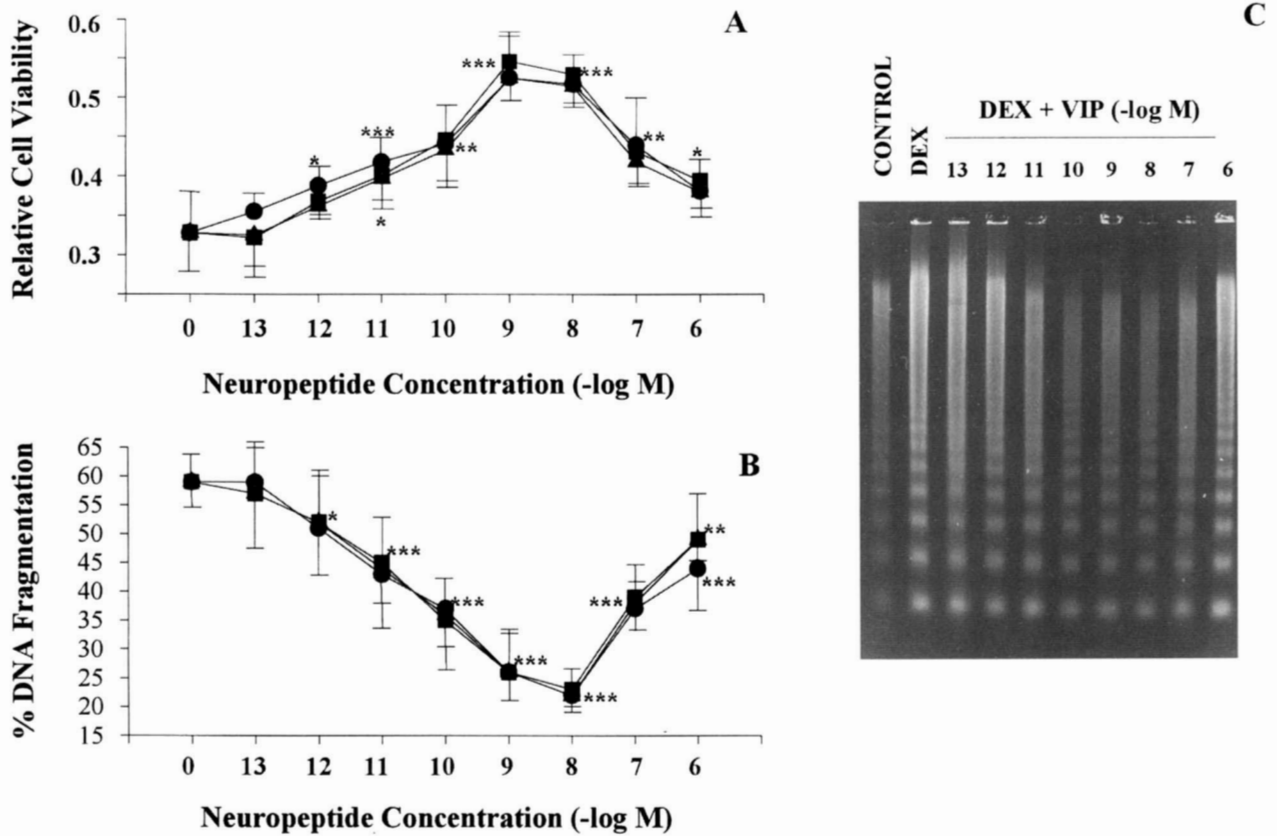 A
Relative Cell Viability
0.6
0.5
0.4
0.3
*
***
*
**
***
***
**
*
0 13 12 11 10 9 8 7 6
Neuropeptide Concentration (-log M)
B
% DNA Fragmentation
65
60
55
50
45
40
35
30
25
20
15
*
***
***
***
***
***
**
***
0 13 12 11 10 9 8 7 6
Neuropeptide Concentration (-log M)
C
CONTROL
DEX
DEX + VIP (-log M)
13 12 11 10 9 8 7 6